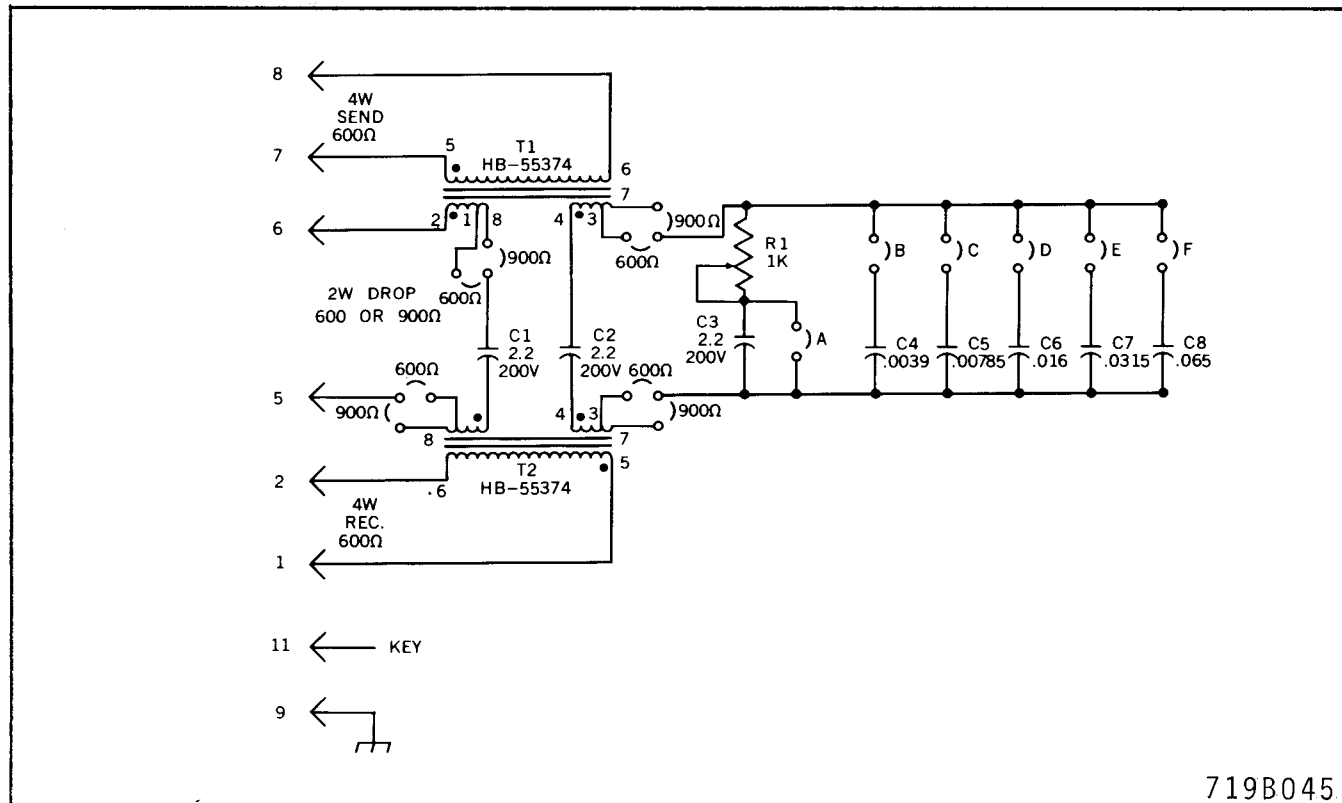 8
4W
SEND
600Ω
7
5
T1
HB-55374
6
7
6
2
1
8
4
3
)900Ω
600Ω
)900Ω
600Ω
2W DROP
600 OR 900Ω
R1
1K
)B
)C
)D
)E
)F
C1
2.2
200V
C2
2.2
200V
C3
2.2
200V
)A
C4
.0039
C5
.00785
C6
.016
C7
.0315
C8
.065
5
600Ω
900Ω(
8
4
3
600Ω
)900Ω
7
5
2
.6
T2
HB-55374
4W
REC.
600Ω
1
11
KEY
9
719B045